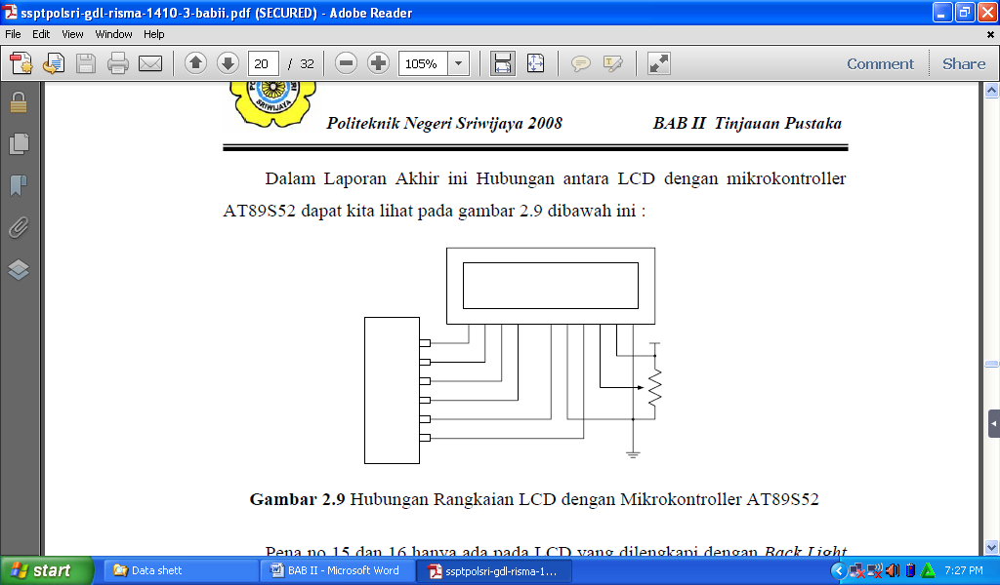 ssptpolsri-gdl-risma-1410-3-babii.pdf (SECURED) - Adobe Reader
File Edit View Window Help
20 / 32 105% Comment Share
SRIWIJAYA
Politeknik Negeri Sriwijaya 2008 BAB II Tinjauan Pustaka
Dalam Laporan Akhir ini Hubungan antara LCD dengan mikrokontroller
AT89S52 dapat kita lihat pada gambar 2.9 dibawah ini :
Gambar 2.9 Hubungan Rangkaian LCD dengan Mikrokontroller AT89S52
Pena no 15 dan 16 hanya ada pada LCD yang dilengkapi dengan Back Light
start Data shett BAB II - Microsoft Word ssptpolsri-gdl-risma-1... 7:27 PM